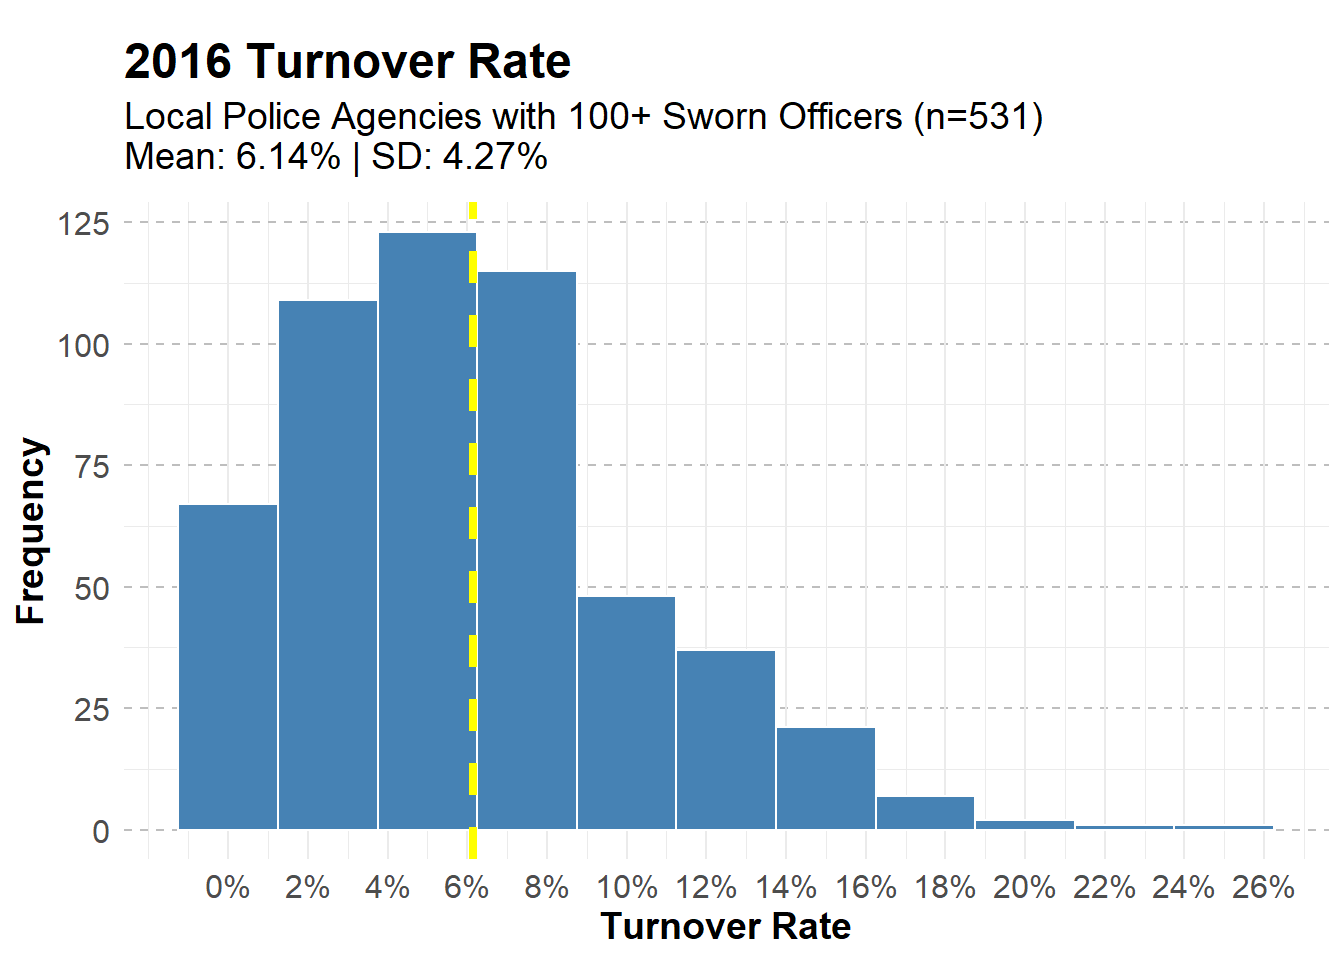 2016 Turnover Rate
Local Police Agencies with 100+ Sworn Officers (n=531)
Mean: 6.14% | SD: 4.27%
125
100
75
50
25
0
Frequency
0% 2% 4% 6% 8% 10% 12% 14% 16% 18% 20% 22% 24% 26%
Turnover Rate